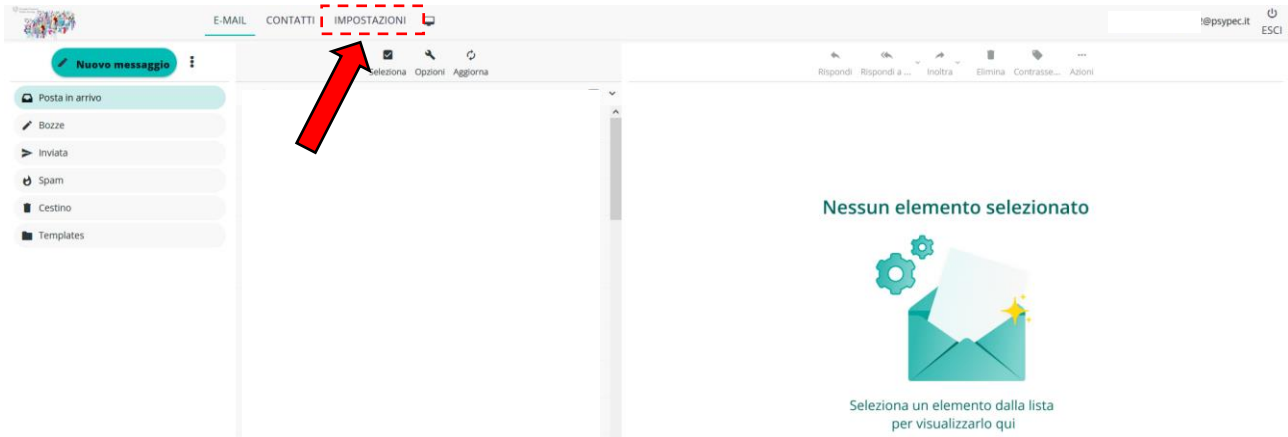 E-MAIL CONTATTI IMPOSTAZIONI
@psypec.it
ESCI
Nuovo messaggio
Seleziona Opzioni Aggiorna
Rispondi Rispondi a ... Inoltra Elimina Contrasse... Azioni
Posta in arrivo
Bozze
Inviata
Spam
Cestino
Templates
Nessun elemento selezionato
Seleziona un elemento dalla lista
per visualizzarlo qui